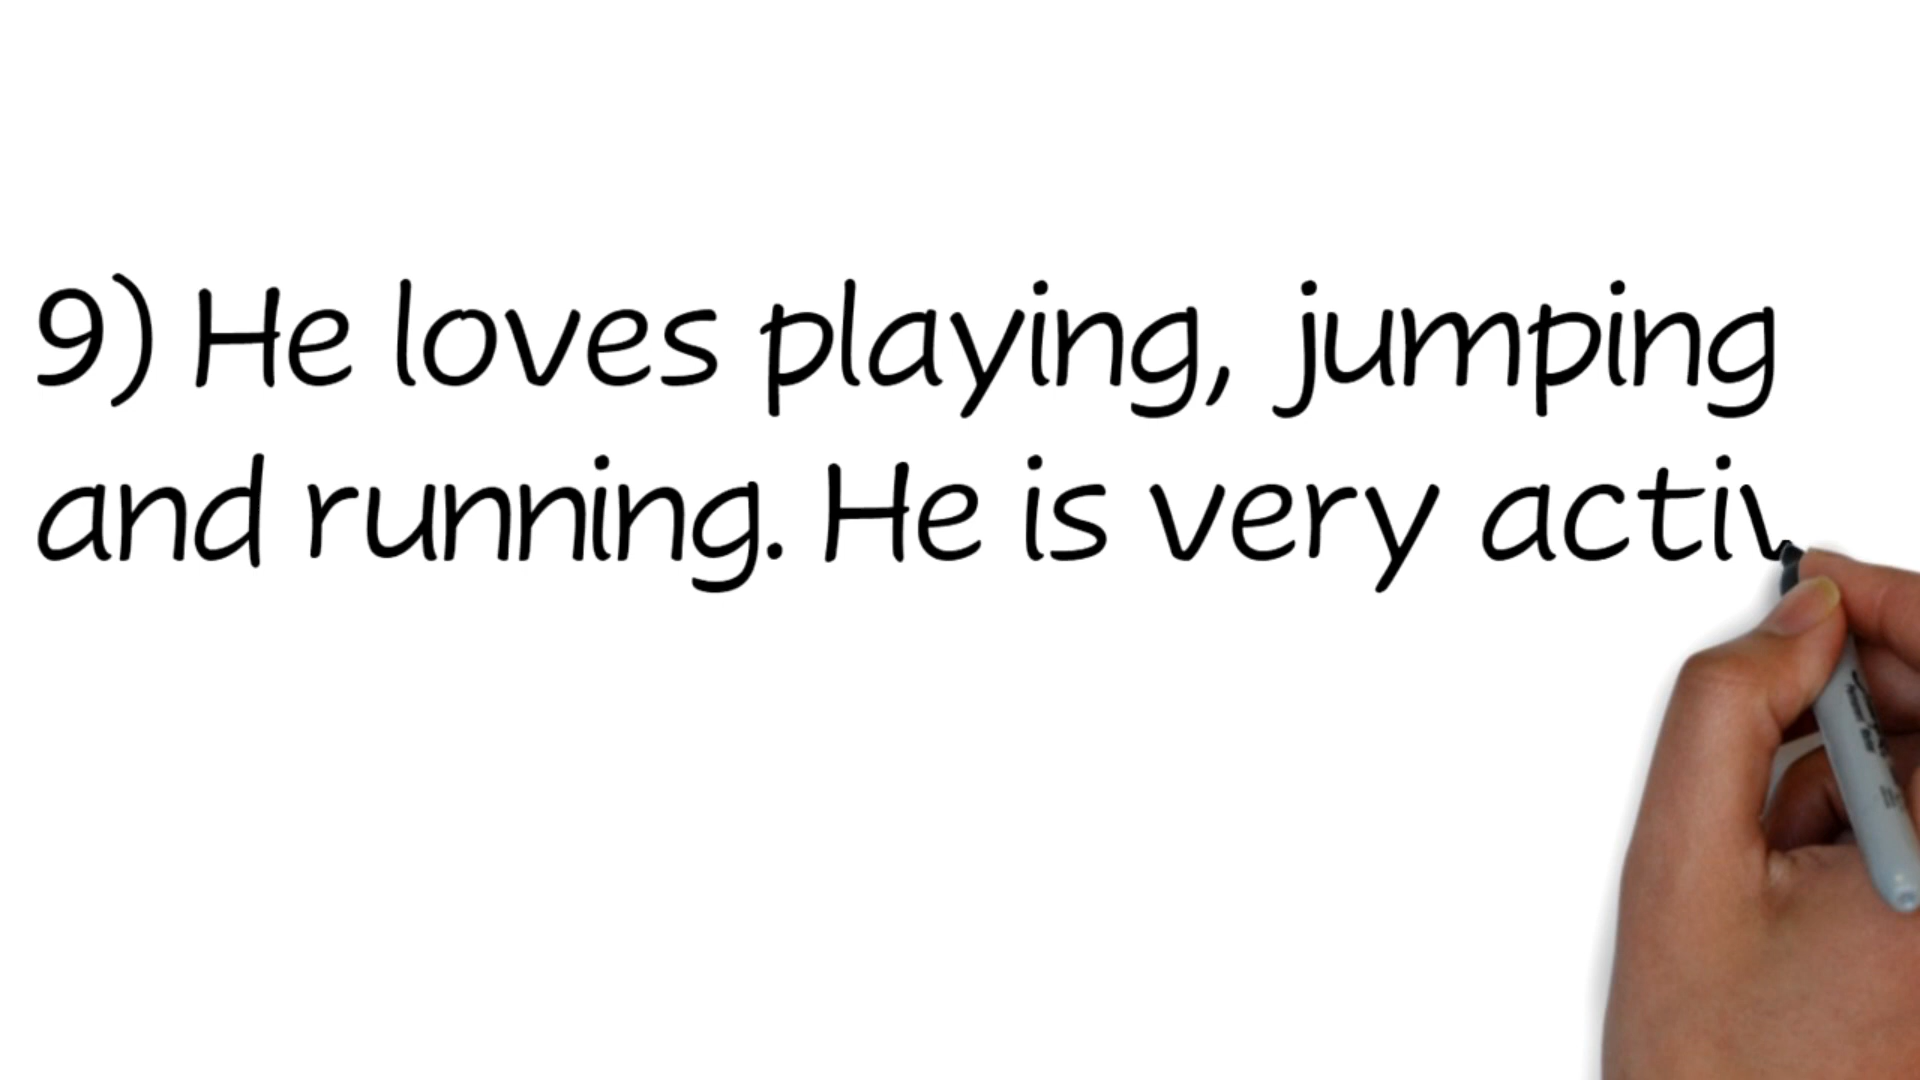 9) He loves playing, jumping
and running. He is very activ